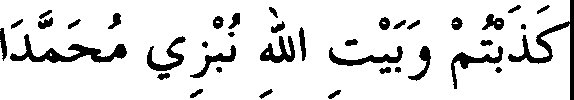 كَذَبْتُمْ وَبَيْتِ اللهِ نُبْزِي مُحَمَّدَا